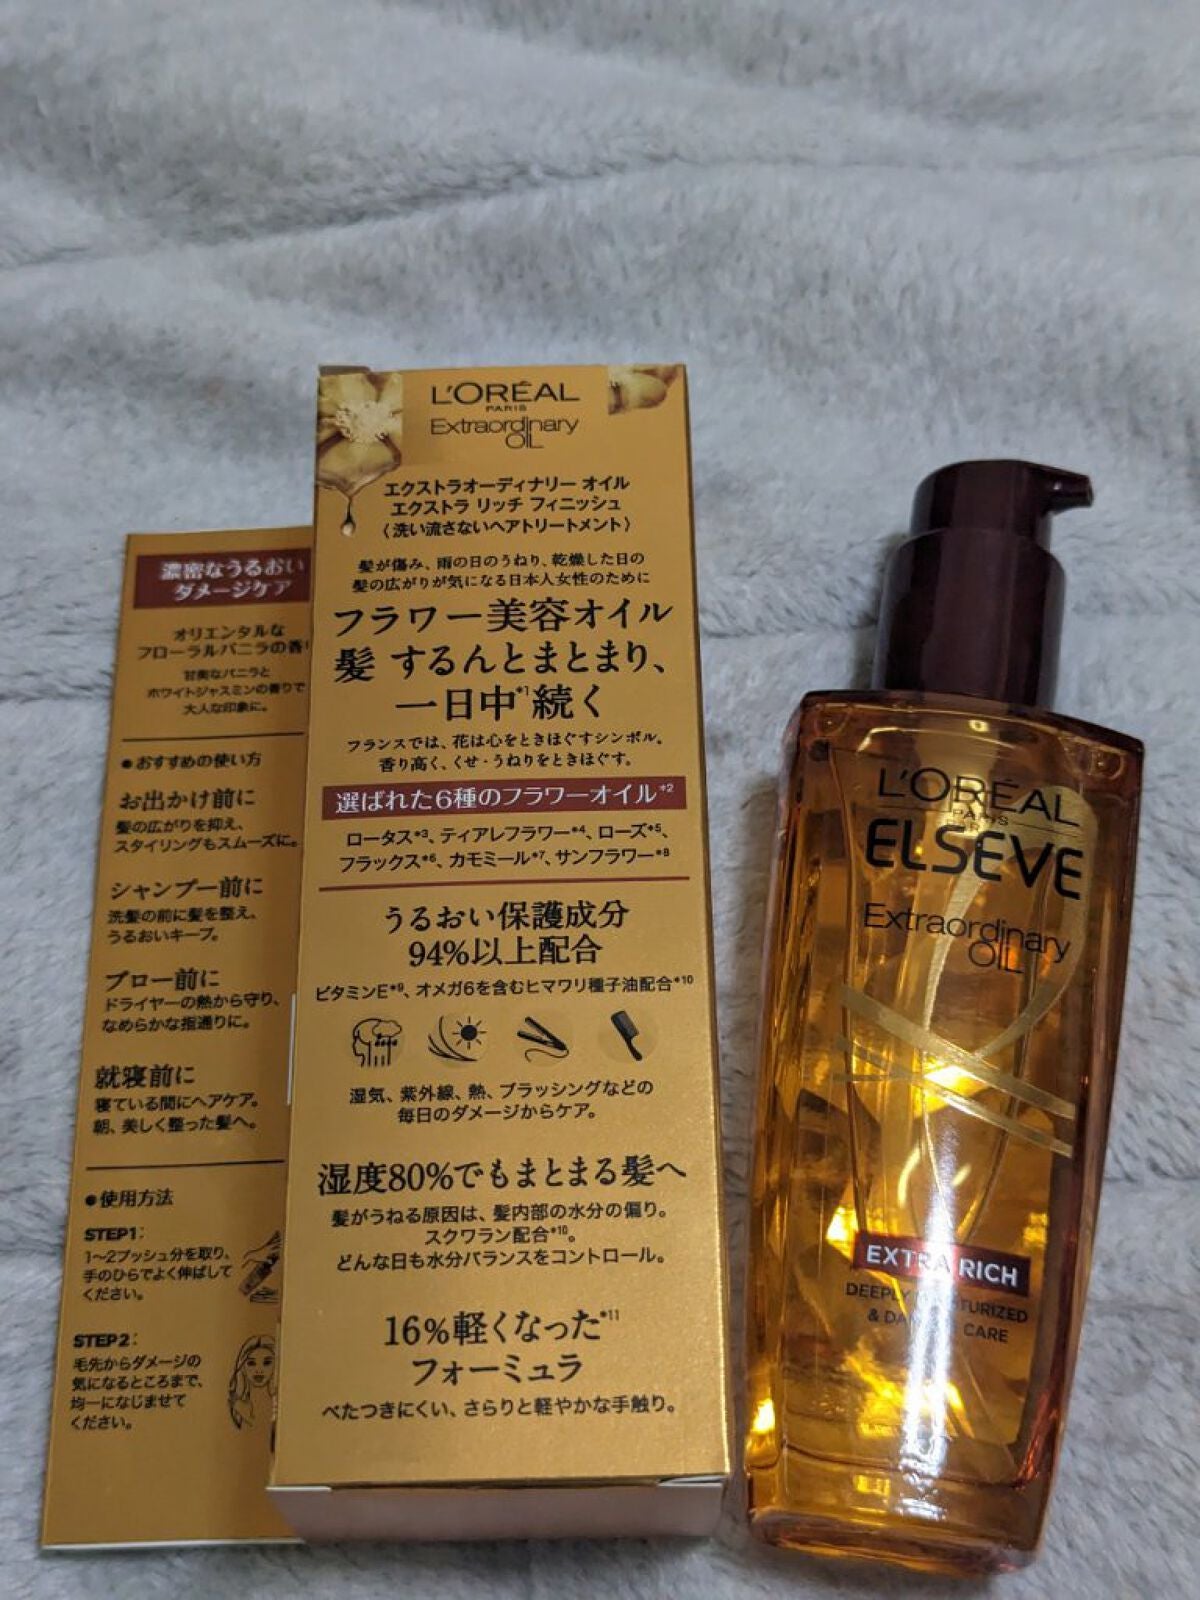 濃密なうるおい
ダメージケア
オリエンタルな
フローラルバニラの香り
甘美なバニラと
ホワイトジャスミンの香りで
大人な印象に。
●おすすめの使い方
お出かけ前に
髪の広がりを抑え、
スタイリングもスムーズに。
シャンプー前に
洗髪の前に髪を整え、
うるおいキープ。
ブロー前に
ドライヤーの熱から守り、
なめらかな指通りに。
就寝前に
寝ている間にヘアケア。
朝、美しく整った髪へ。
●使用方法
STEP1:
1〜2プッシュ分を取り、
手のひらでよく伸ばして
ください。
STEP2:
毛先からダメージの
気になるところまで、
均一になじませて
ください。
L'ORÉAL
PARIS
Extraordinary
OIL
エクストラオーディナリー オイル
エクストラ リッチ フィニッシュ
〈洗い流さないヘアトリートメント〉
髪が傷み、雨の日のうねり、乾燥した日の
髪の広がりが気になる日本人女性のために
フラワー美容オイル
髪 するんとまとまり、
一日中*1続く
フランスでは、花は心をときほぐすシンボル。
香り高く、くせ・うねりをときほぐす。
選ばれた6種のフラワーオイル*2
ロータス*3、ティアレフラワー*4、ローズ*5、
フラックス*6、カモミール*7、サンフラワー*8
うるおい保護成分
94%以上配合
ビタミンE*9、オメガ6を含むヒマワリ種子油配合*10
湿気、紫外線、熱、ブラッシングなどの
毎日のダメージからケア。
湿度80%でもまとまる髪へ
髪がうねる原因は、髪内部の水分の偏り。
スクワラン配合*10。
どんな日も水分バランスをコントロール。
16%軽くなった*11
フォーミュラ
べたつきにくい、さらりと軽やかな手触り。
L'ORÉAL
PARIS
ELSEVE
Extraordinary
OIL
EXTRA RICH
DEEPLY MOISTURIZED
& DAMAGE CARE